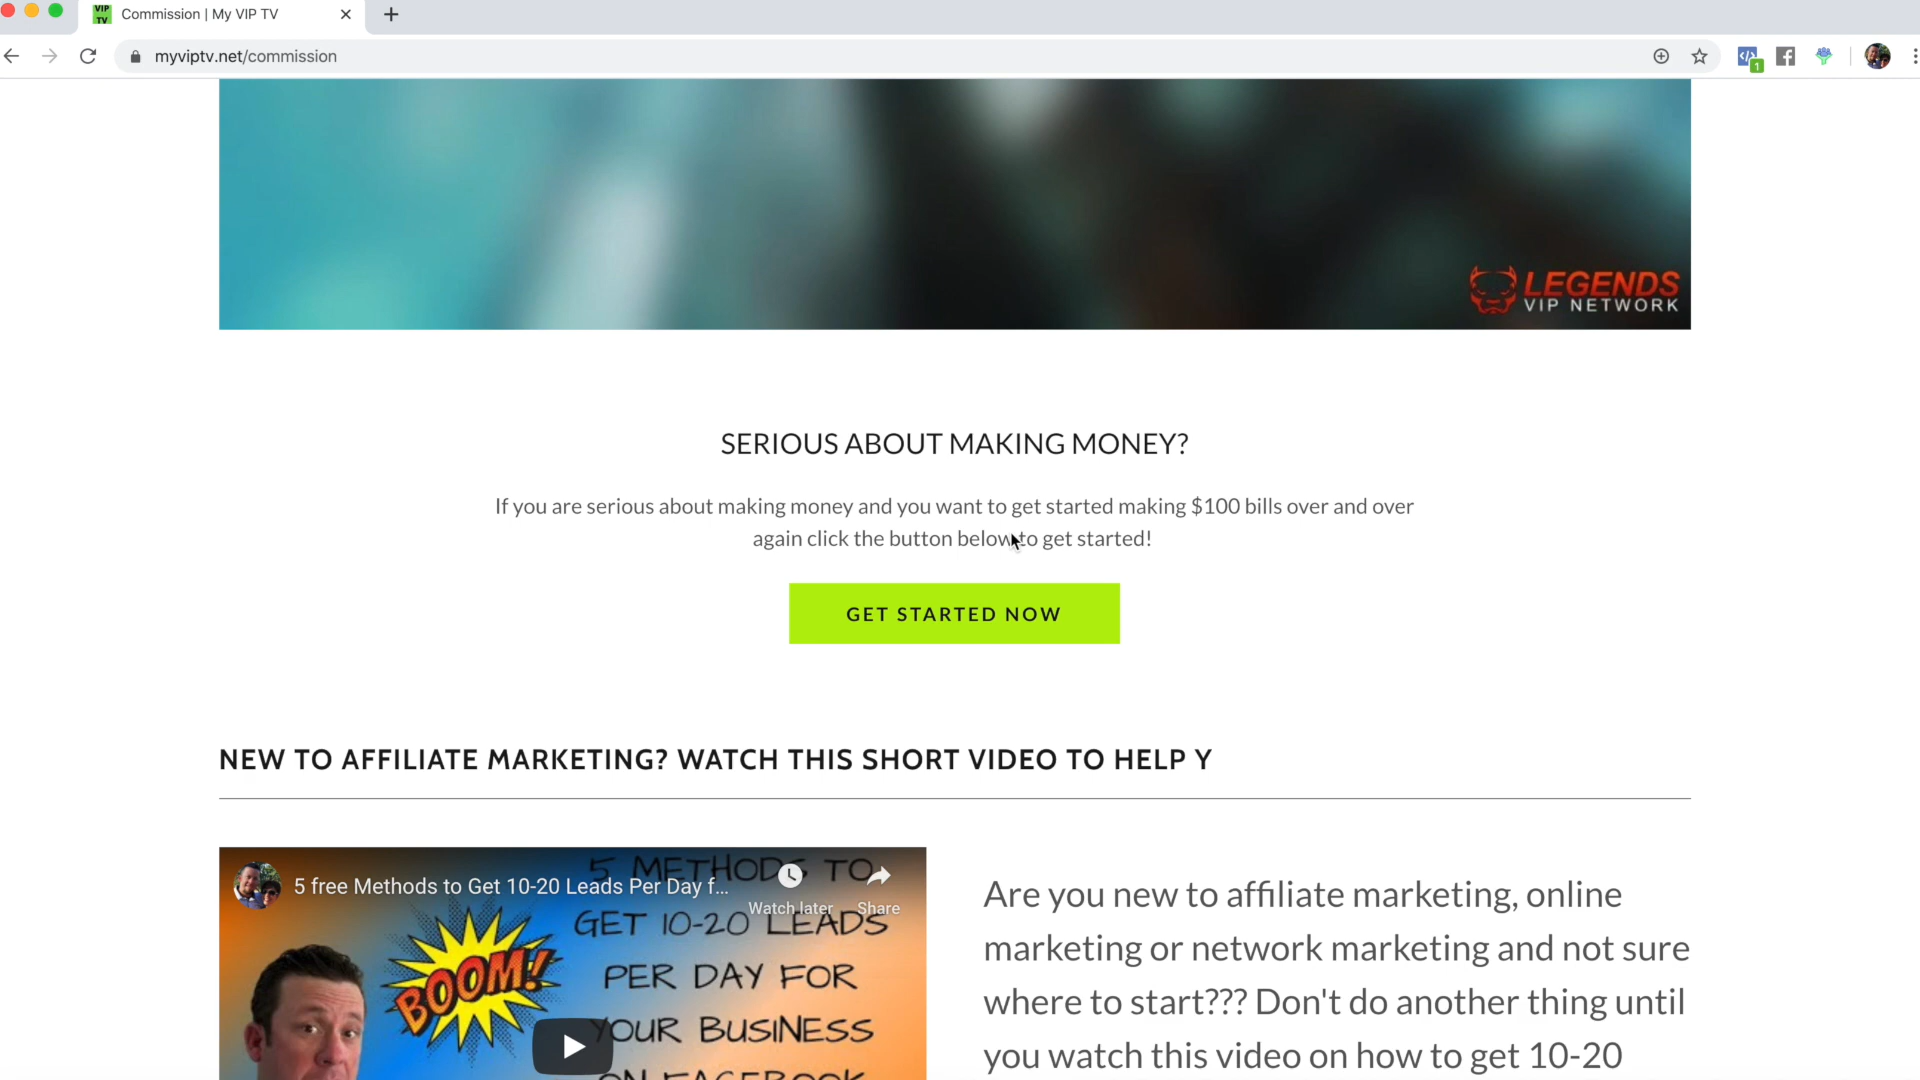 VIP
TV
Commission | My VIP TV
myviptv.net/commission
1
LEGENDS
VIP NETWORK
SERIOUS ABOUT MAKING MONEY?
If you are serious about making money and you want to get started making $100 bills over and over
again click the button below to get started!
GET STARTED NOW
NEW TO AFFILIATE MARKETING? WATCH THIS SHORT VIDEO TO HELP Y
5 free Methods to Get 10-20 Leads Per Day f...
Watch later
Share
5 METHODS TO
GET 10-20 LEADS
PER DAY FOR
YOUR BUSINESS
ON FACEBOOK
BOOM!
Are you new to affiliate marketing, online
marketing or network marketing and not sure
where to start??? Don't do another thing until
you watch this video on how to get 10-20